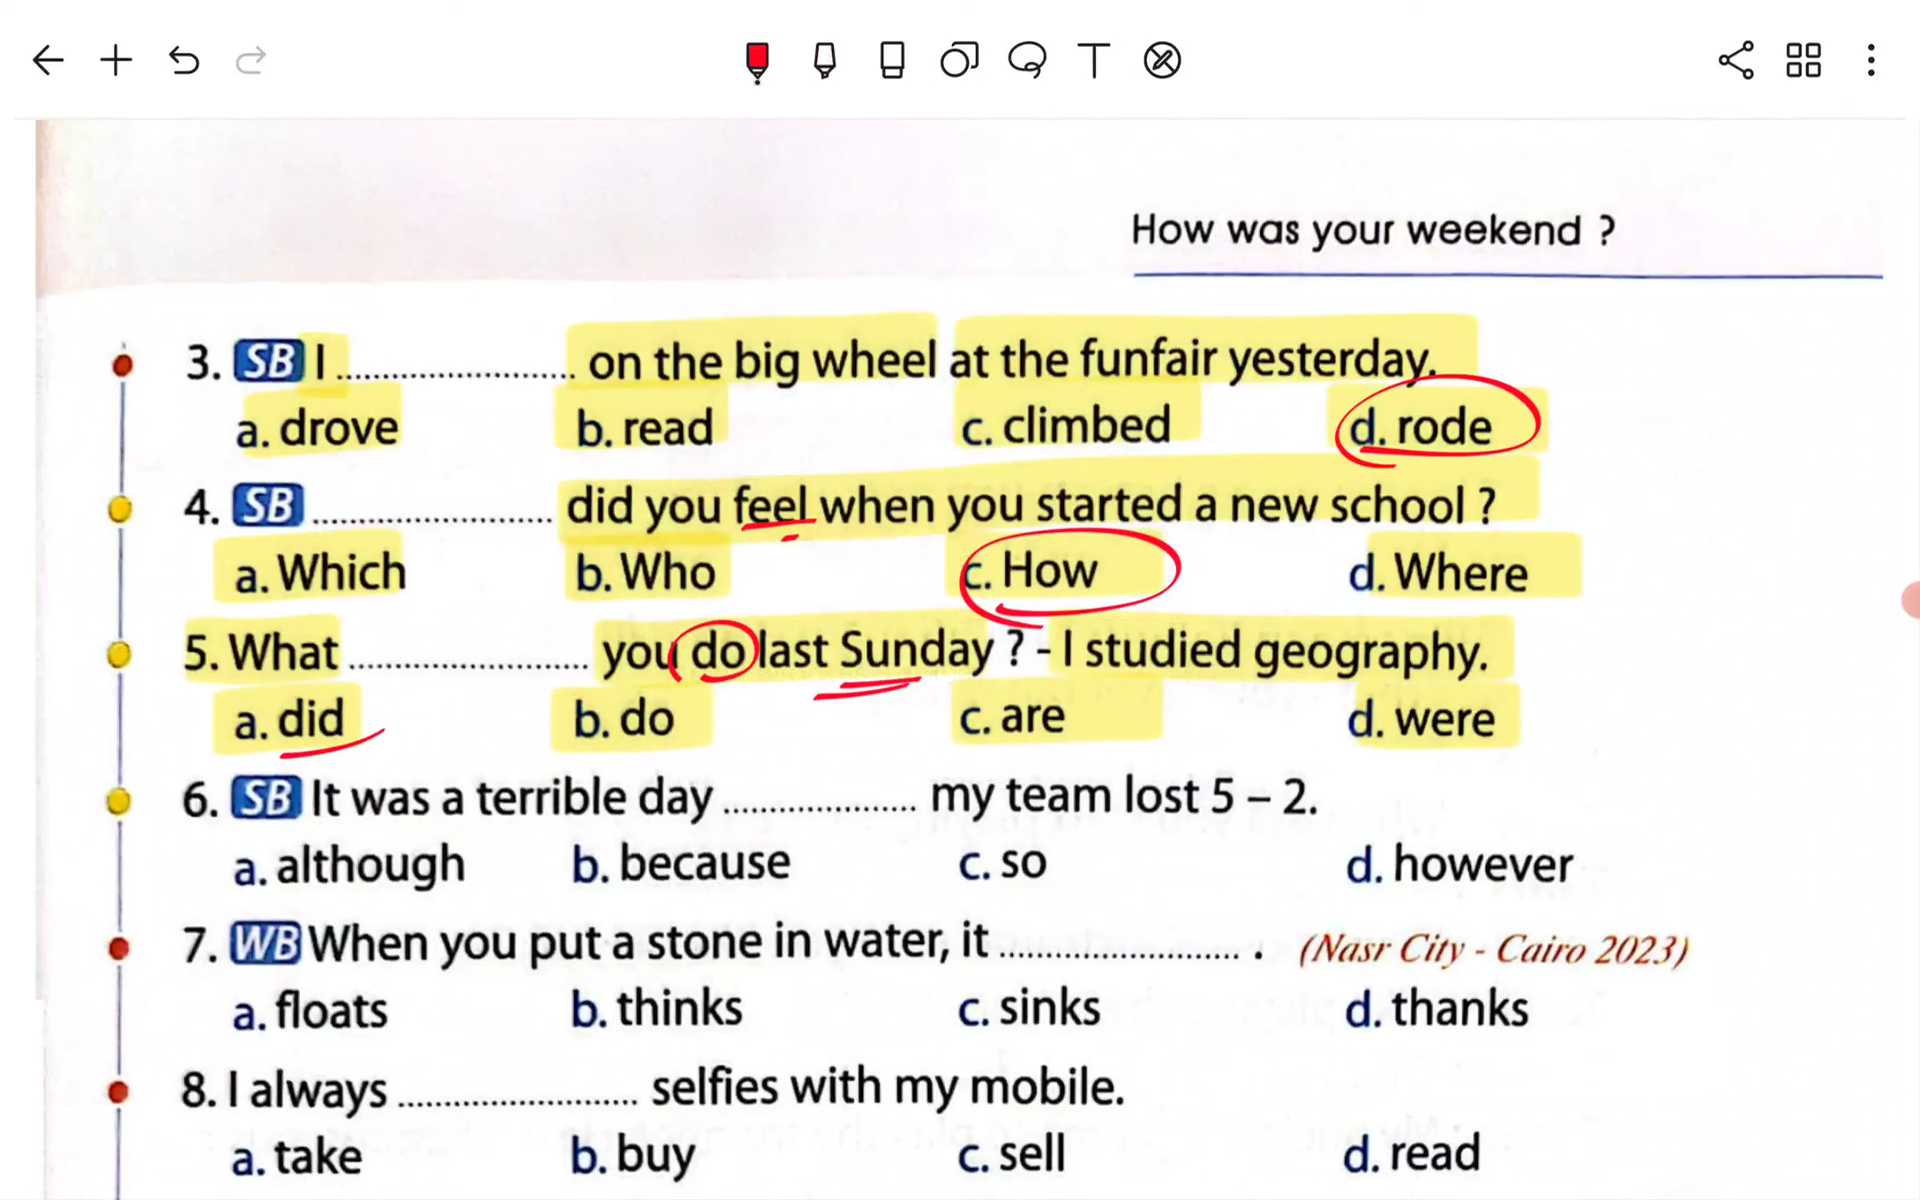 How was your weekend ?
3. SB I ........................ on the big wheel at the funfair yesterday.
a. drove b. read c. climbed d. rode
4. SB ........................ did you feel when you started a new school ?
a. Which b. Who c. How d. Where
5. What ........................ you do last Sunday ? - I studied geography.
a. did b. do c. are d. were
6. SB It was a terrible day .................... my team lost 5 – 2.
a. although b. because c. so d. however
7. WB When you put a stone in water, it ........................ . (Nasr City - Cairo 2023)
a. floats b. thinks c. sinks d. thanks
8. I always ........................ selfies with my mobile.
a. take b. buy c. sell d. read